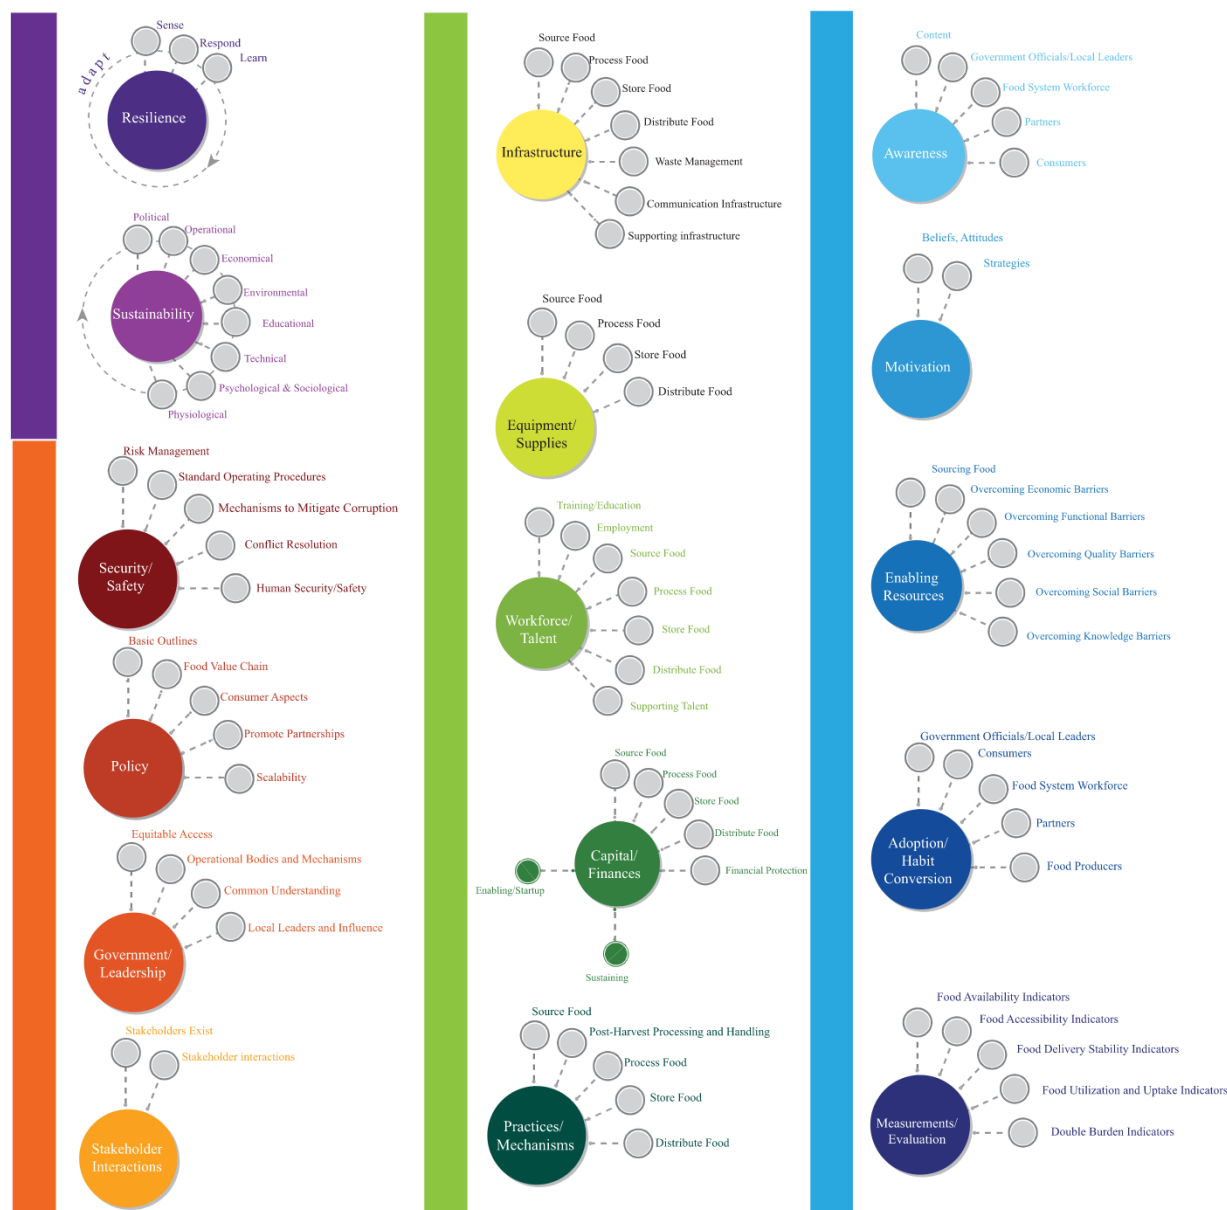 adapt
Sense
Respond
Learn
Resilience
Political
Operational
Economical
Environmental
Educational
Technical
Psychological & Sociological
Physiological
Sustainability
Risk Management
Standard Operating Procedures
Mechanisms to Mitigate Corruption
Conflict Resolution
Human Security/Safety
Security/
Safety
Basic Outlines
Food Value Chain
Consumer Aspects
Promote Partnerships
Scalability
Policy
Equitable Access
Operational Bodies and Mechanisms
Common Understanding
Local Leaders and Influence
Government/
Leadership
Stakeholders Exist
Stakeholder interactions
Stakeholder
Interactions
Source Food
Process Food
Store Food
Distribute Food
Waste Management
Communication Infrastructure
Supporting infrastructure
Infrastructure
Source Food
Process Food
Store Food
Distribute Food
Equipment/
Supplies
Training/Education
Employment
Source Food
Process Food
Store Food
Distribute Food
Supporting Talent
Workforce/
Talent
Source Food
Process Food
Store Food
Distribute Food
Financial Protection
Capital/
Finances
Enabling/Startup
Sustaining
Source Food
Post-Harvest Processing and Handling
Process Food
Store Food
Distribute Food
Practices/
Mechanisms
Content
Government Officials/Local Leaders
Food System Workforce
Partners
Consumers
Awareness
Beliefs, Attitudes
Strategies
Motivation
Sourcing Food
Overcoming Economic Barriers
Overcoming Functional Barriers
Overcoming Quality Barriers
Overcoming Social Barriers
Overcoming Knowledge Barriers
Enabling
Resources
Government Officials/Local Leaders
Consumers
Food System Workforce
Partners
Food Producers
Adoption/
Habit
Conversion
Food Availability Indicators
Food Accessibility Indicators
Food Delivery Stability Indicators
Food Utilization and Uptake Indicators
Double Burden Indicators
Measurements/
Evaluation